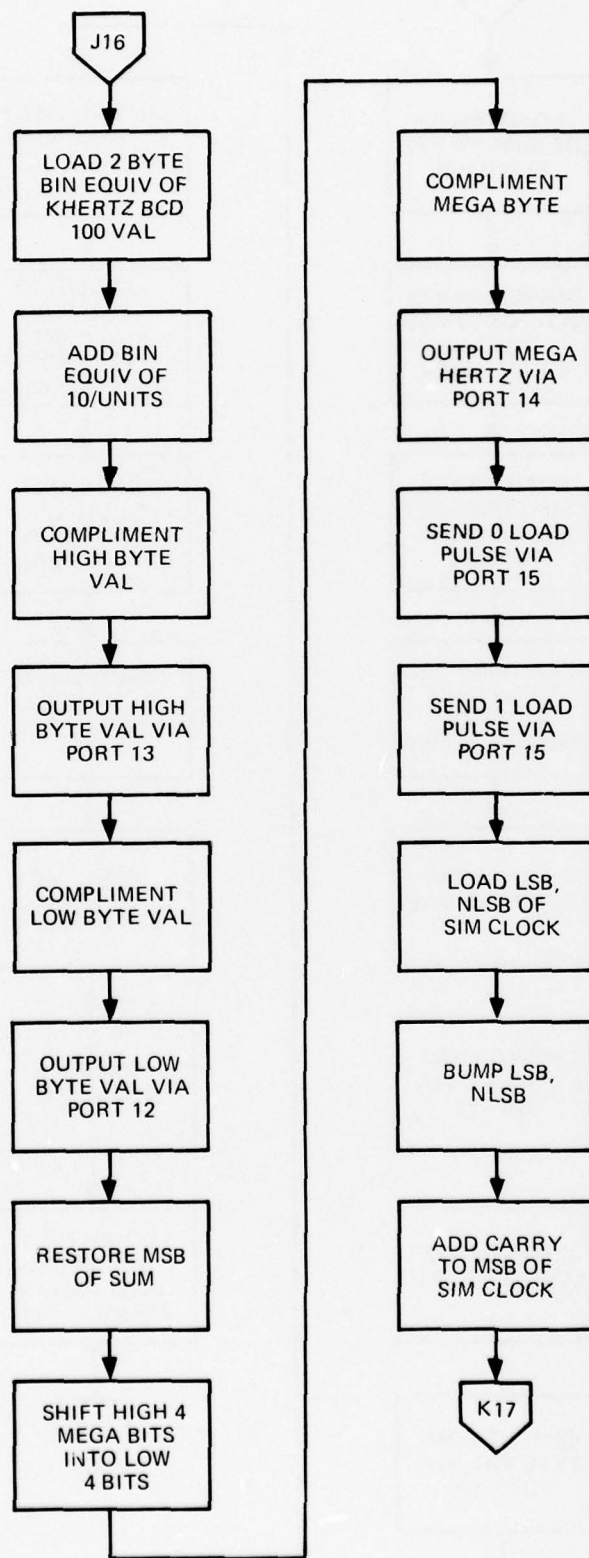 J16
LOAD 2 BYTE
BIN EQUIV OF
KHERTZ BCD
100 VAL
ADD BIN
EQUIV OF
10/UNITS
COMPLIMENT
HIGH BYTE
VAL
OUTPUT HIGH
BYTE VAL VIA
PORT 13
COMPLIMENT
LOW BYTE VAL
OUTPUT LOW
BYTE VAL VIA
PORT 12
RESTORE MSB
OF SUM
SHIFT HIGH 4
MEGA BITS
INTO LOW
4 BITS
COMPLIMENT
MEGA BYTE
OUTPUT MEGA
HERTZ VIA
PORT 14
SEND 0 LOAD
PULSE VIA
PORT 15
SEND 1 LOAD
PULSE VIA
PORT 15
LOAD LSB,
NLSB OF
SIM CLOCK
BUMP LSB,
NLSB
ADD CARRY
TO MSB OF
SIM CLOCK
K17